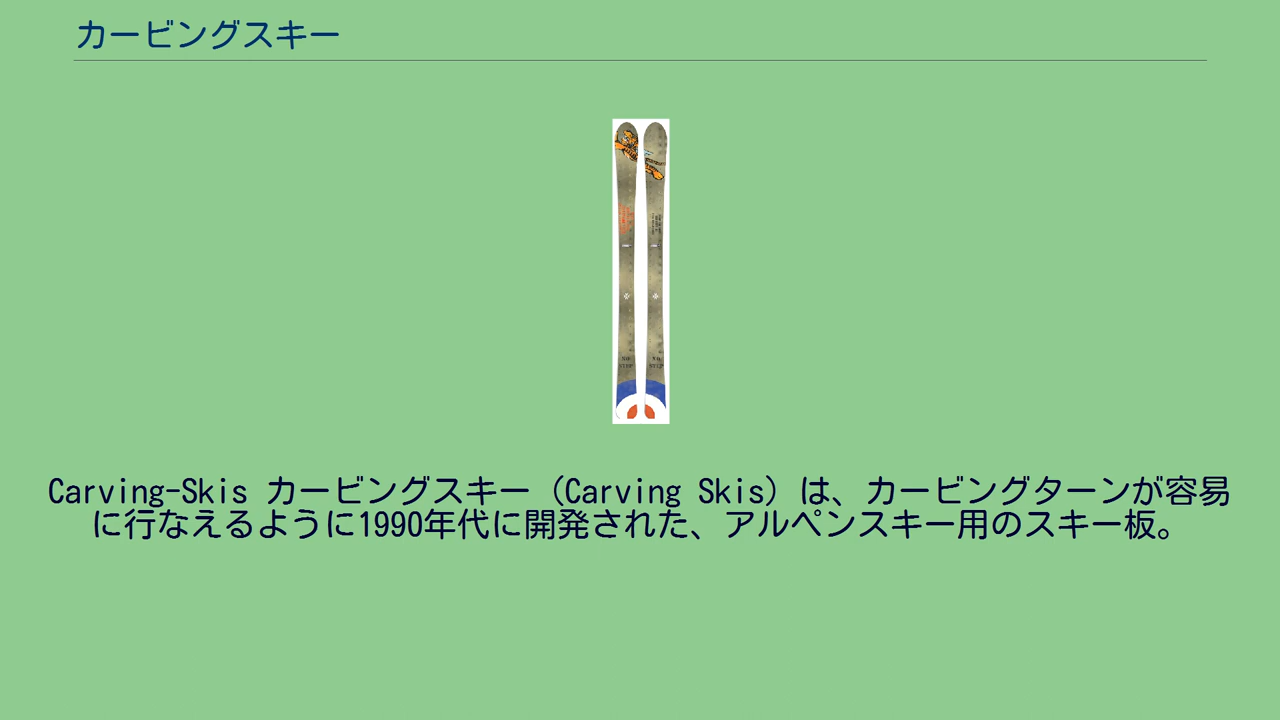 カービングスキー
Carving-Skis カービングスキー（Carving Skis）は、カービングターンが容易
に行なえるように1990年代に開発された、アルペンスキー用のスキー板。